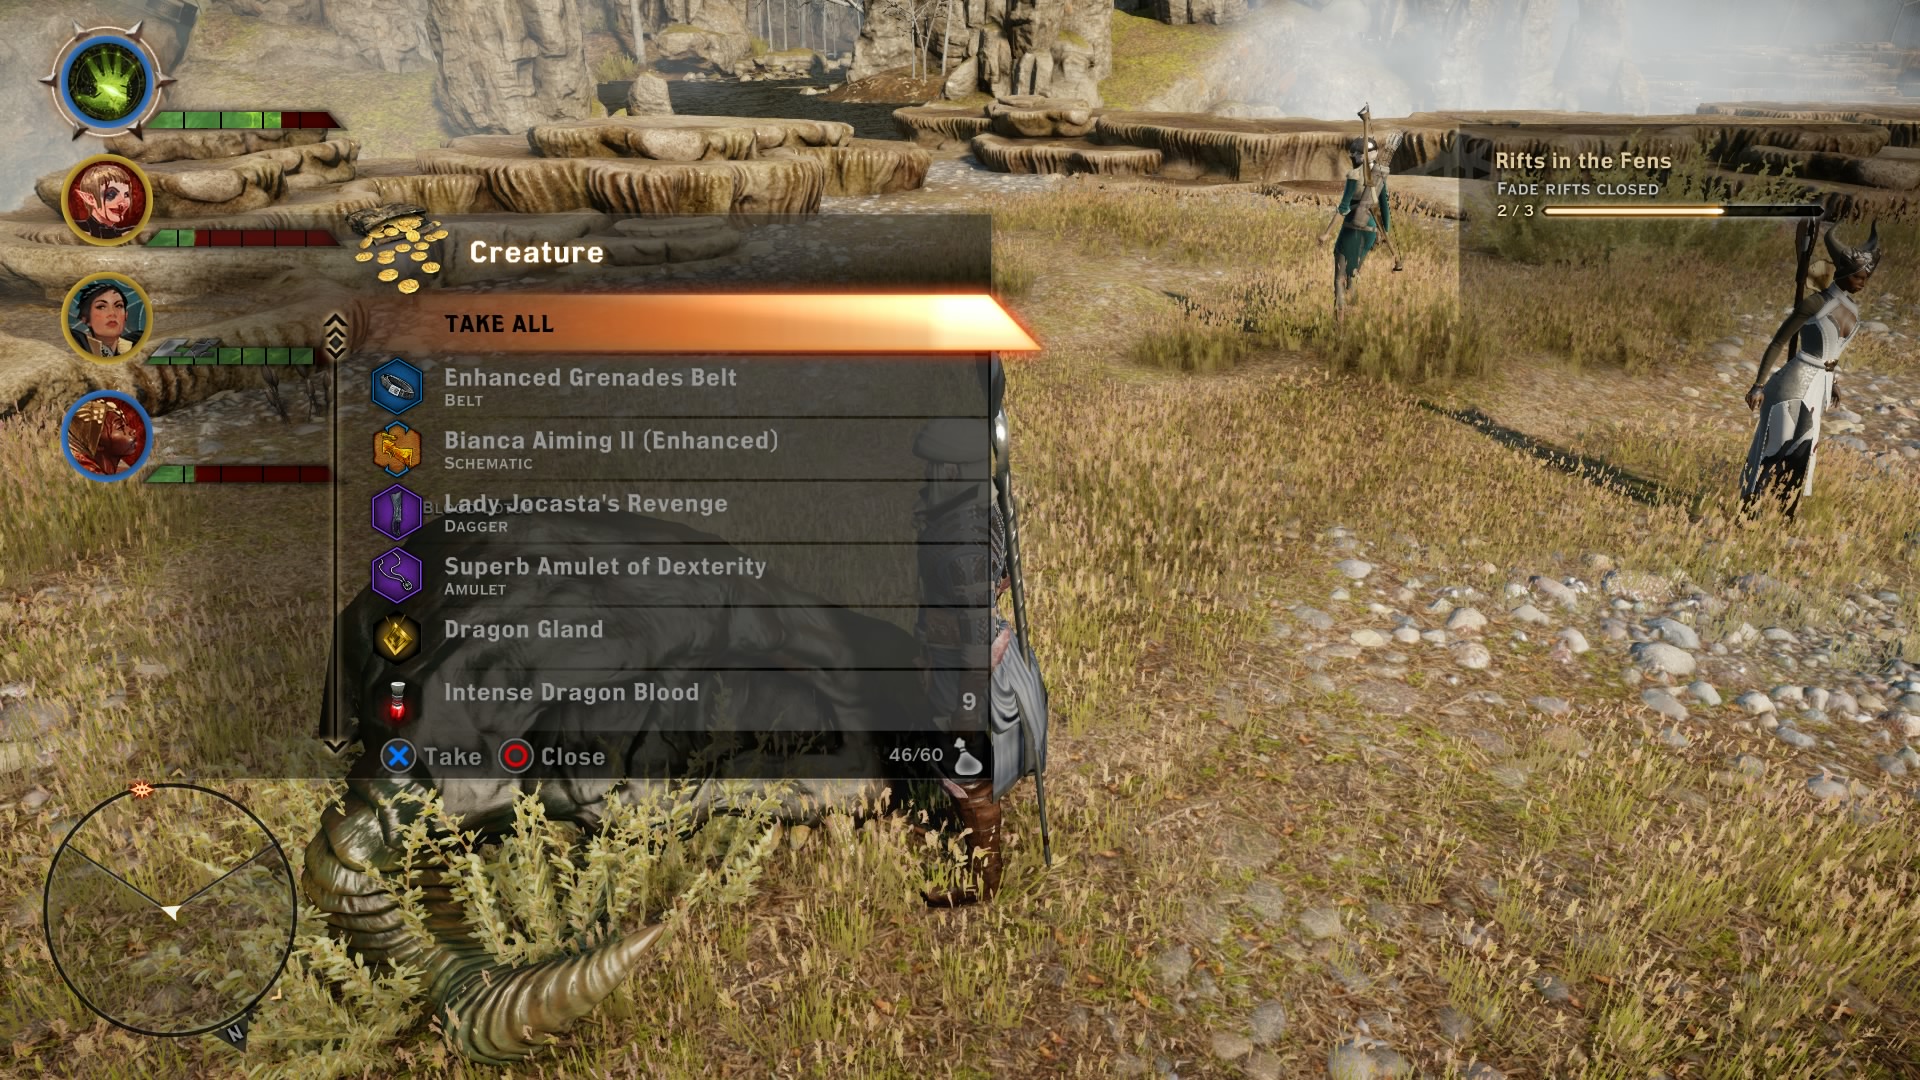 Creature
TAKE ALL
Enhanced Grenades Belt
BELT
Bianca Aiming II (Enhanced)
SCHEMATIC
Lady Jocasta's Revenge
DAGGER
Superb Amulet of Dexterity
AMULET
Dragon Gland
Intense Dragon Blood
9
Take Close
46/60
Rifts in the Fens
FADE RIFTS CLOSED
2 / 3
N